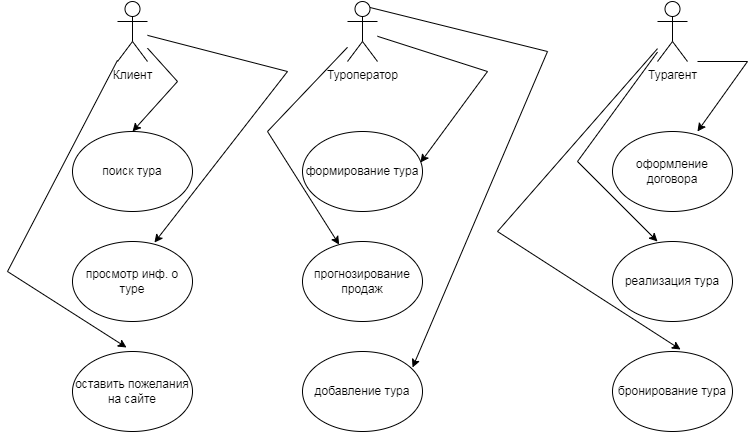 Клиент
Туроператор
Турагент
поиск тура
формирование тура
оформление
договора
просмотр инф. о
туре
прогнозирование
продаж
реализация тура
оставить пожелания
на сайте
добавление тура
бронирование тура